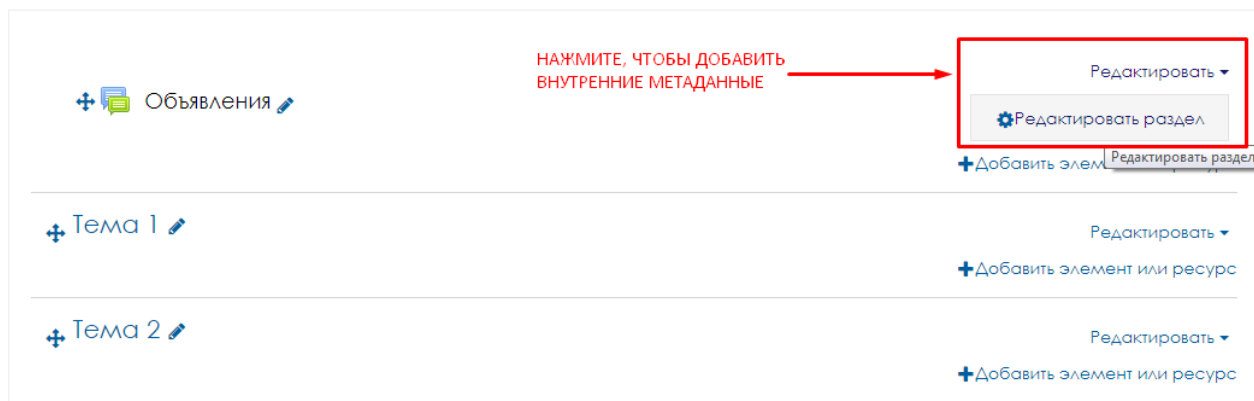 НАЖМИТЕ, ЧТОБЫ ДОБАВИТЬ
ВНУТРЕННИЕ МЕТАДАННЫЕ
Редактировать
Объявления
Редактировать раздел
Редактировать раздел
Добавить
Тема 1
Редактировать
Добавить элемент или ресурс
Тема 2
Редактировать
Добавить элемент или ресурс